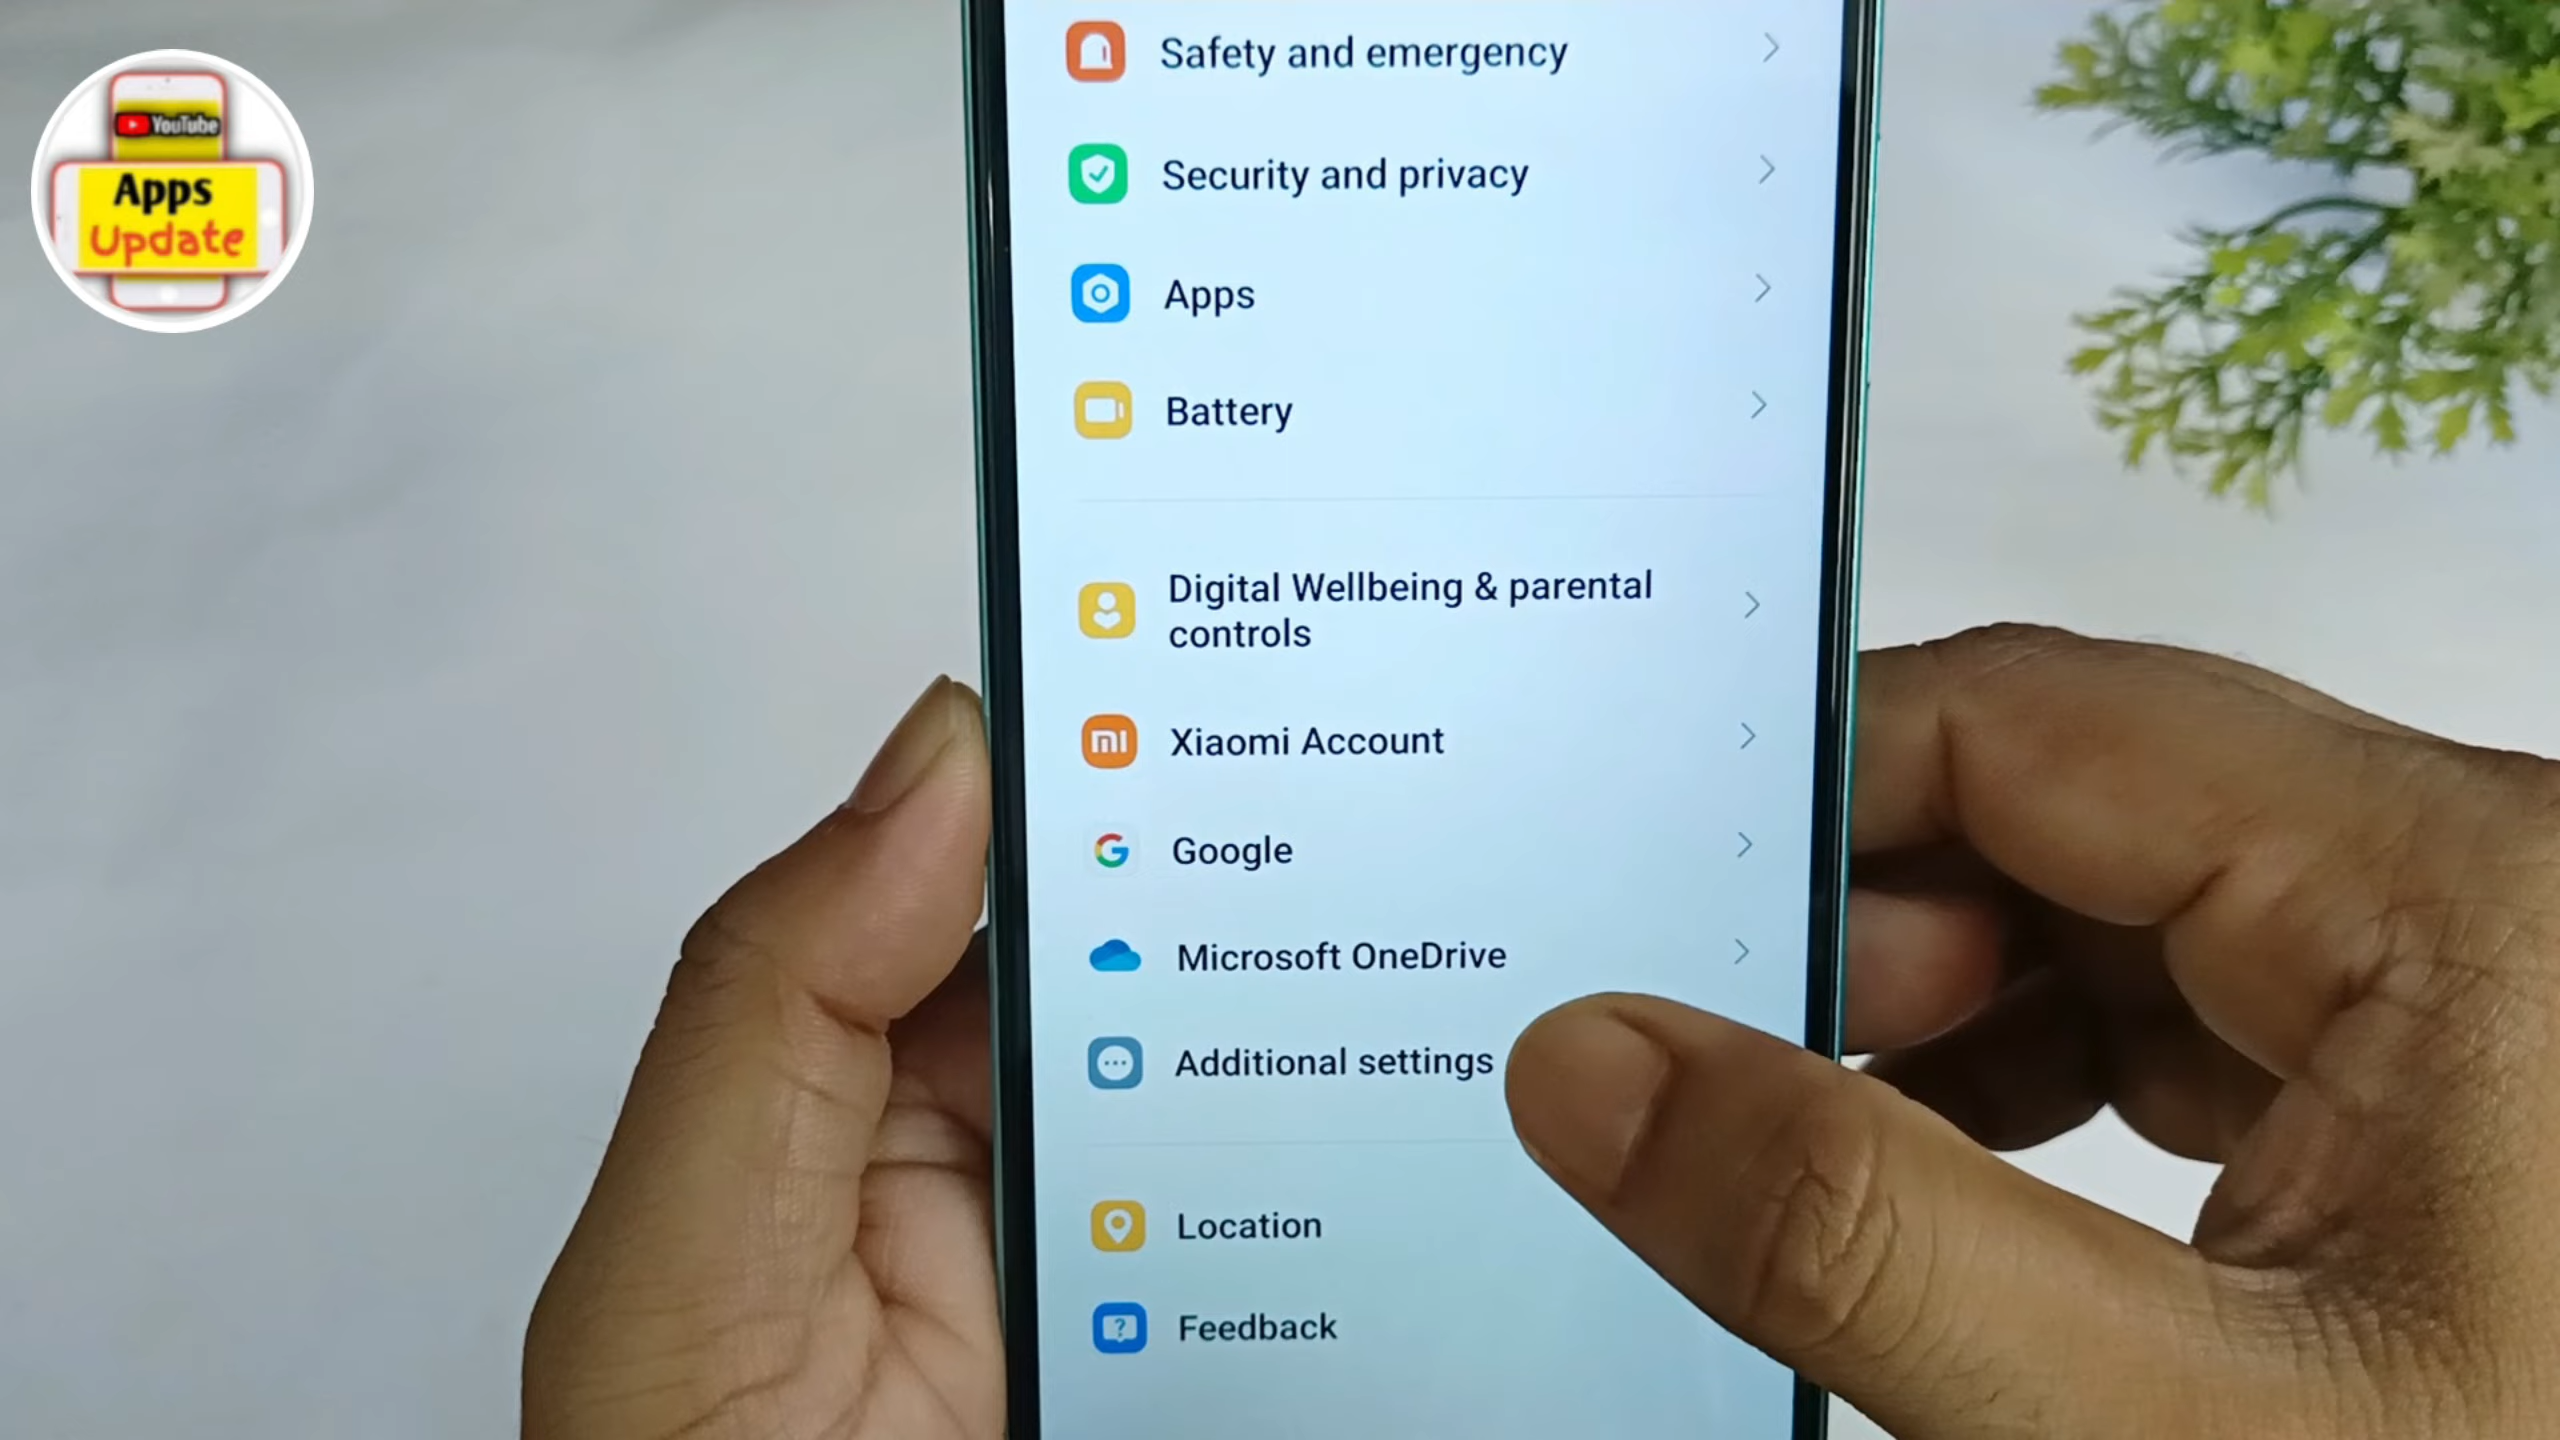 YouTube
Apps
Update
Safety and emergency
Security and privacy
Apps
Battery
Digital Wellbeing & parental
controls
Xiaomi Account
Google
Microsoft OneDrive
Additional settings
Location
Feedback